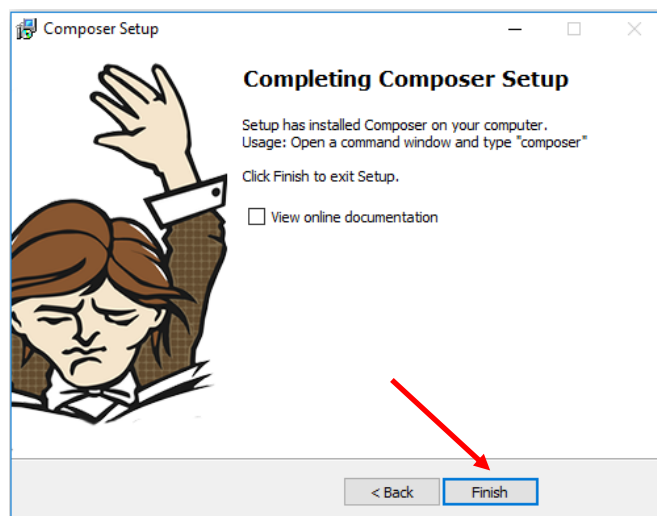 Composer Setup
Completing Composer Setup
Setup has installed Composer on your computer.
Usage: Open a command window and type "composer"
Click Finish to exit Setup.
View online documentation
< Back
Finish